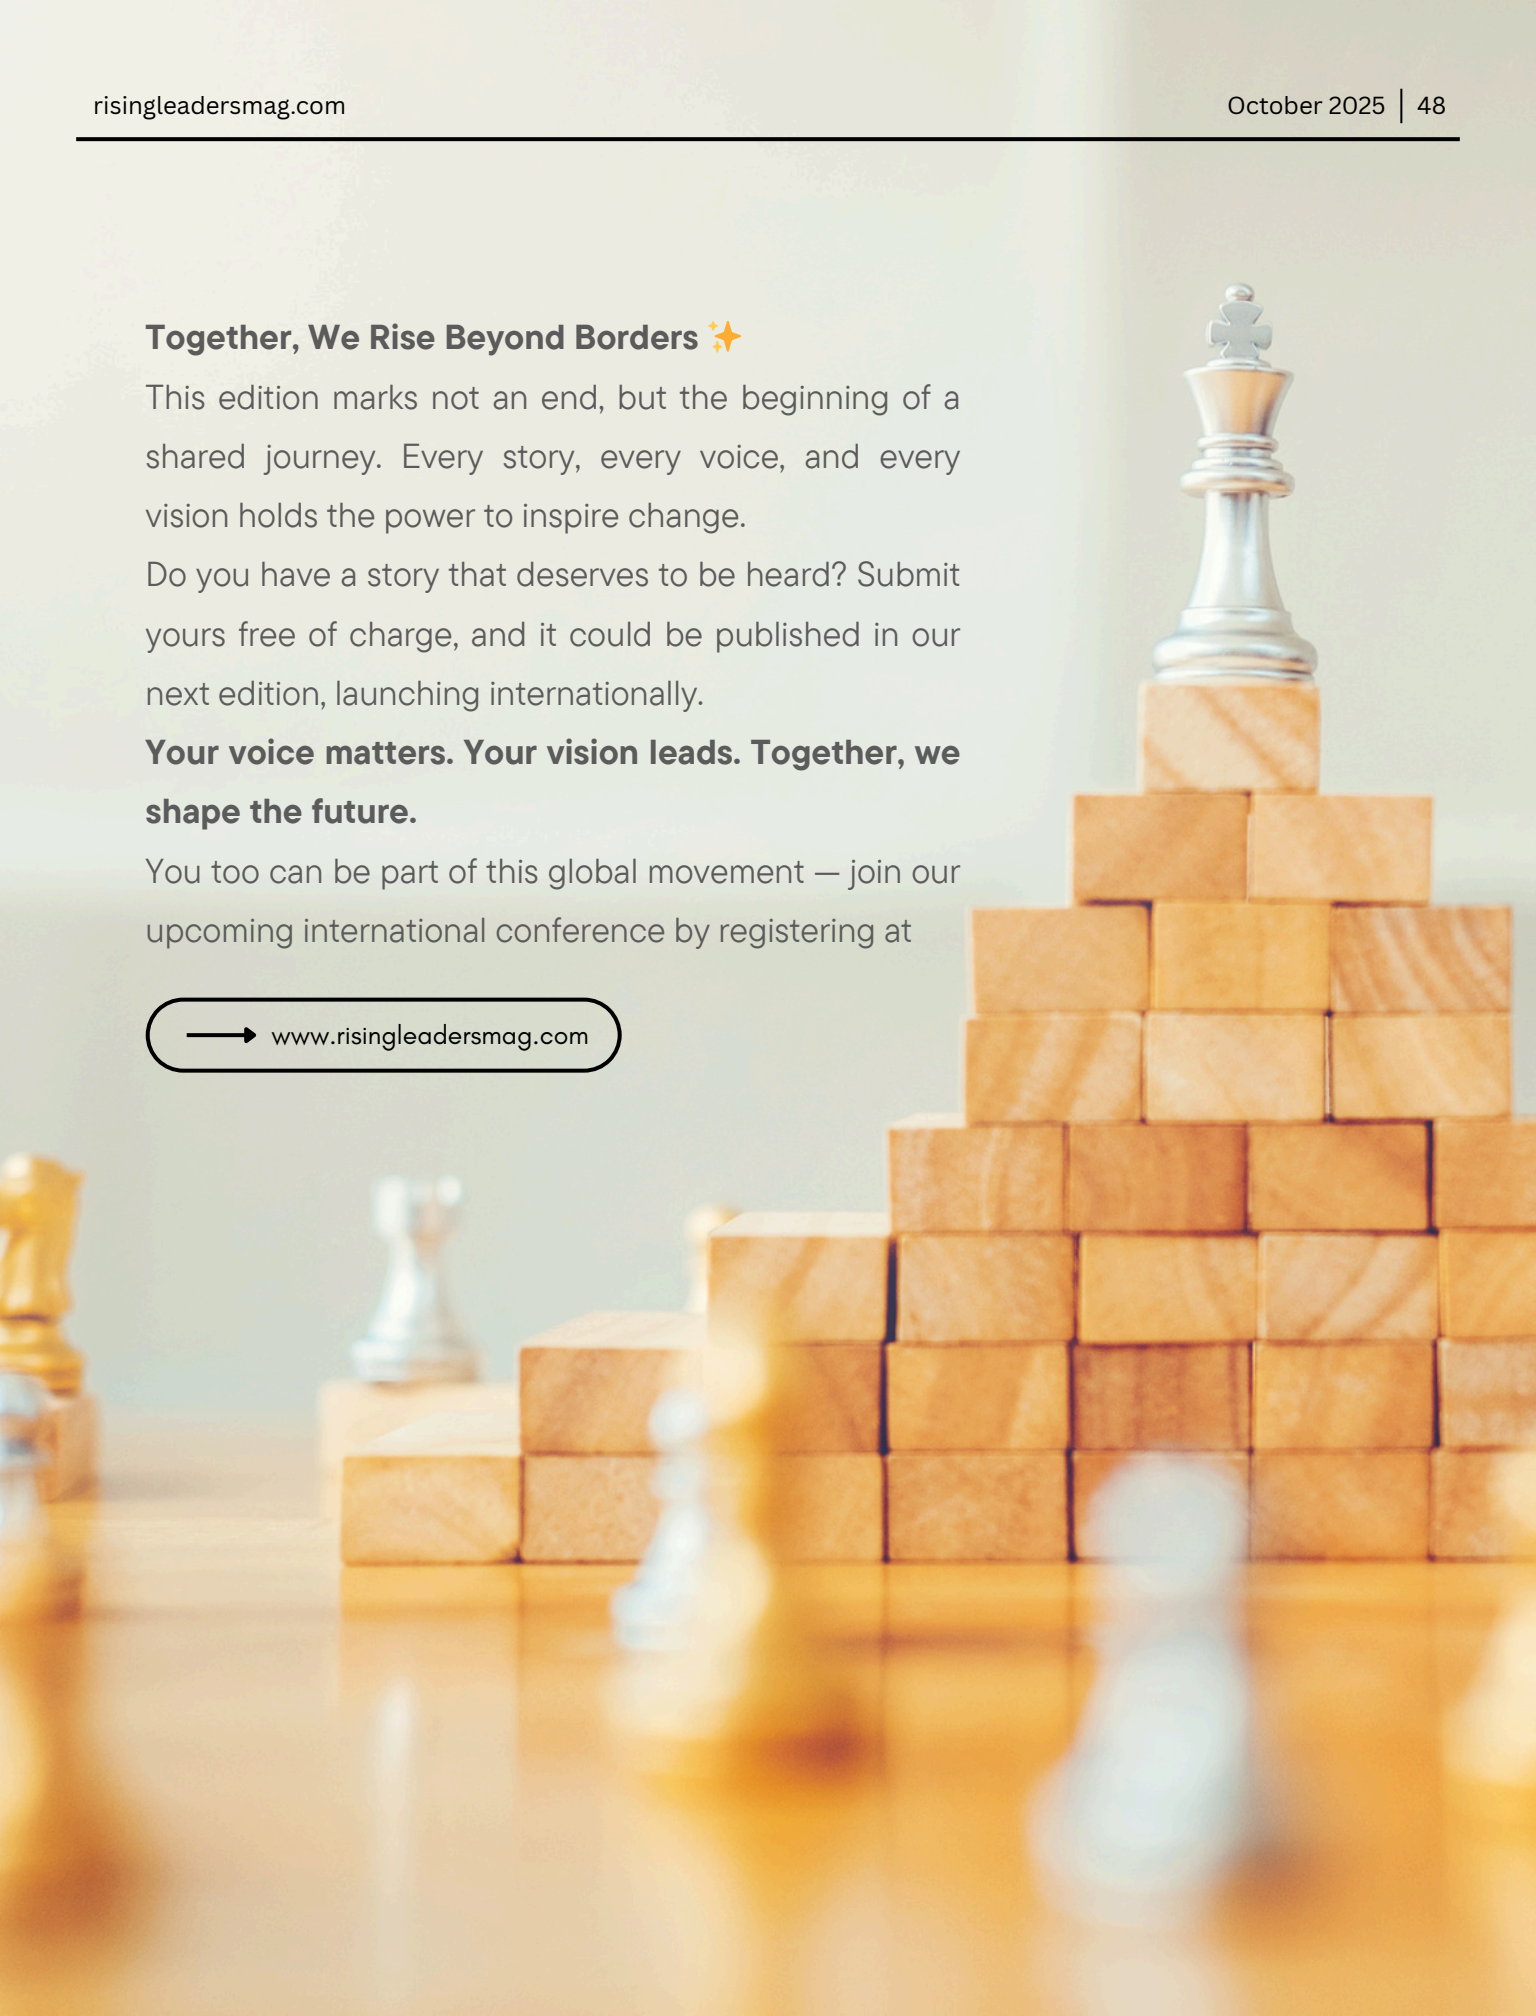 risingleadersmag.com
October 2025 | 48
Together, We Rise Beyond Borders ✨
This edition marks not an end, but the beginning of a
shared journey. Every story, every voice, and every
vision holds the power to inspire change.
Do you have a story that deserves to be heard? Submit
yours free of charge, and it could be published in our
next edition, launching internationally.
Your voice matters. Your vision leads. Together, we
shape the future.
You too can be part of this global movement — join our
upcoming international conference by registering at
www.risingleadersmag.com